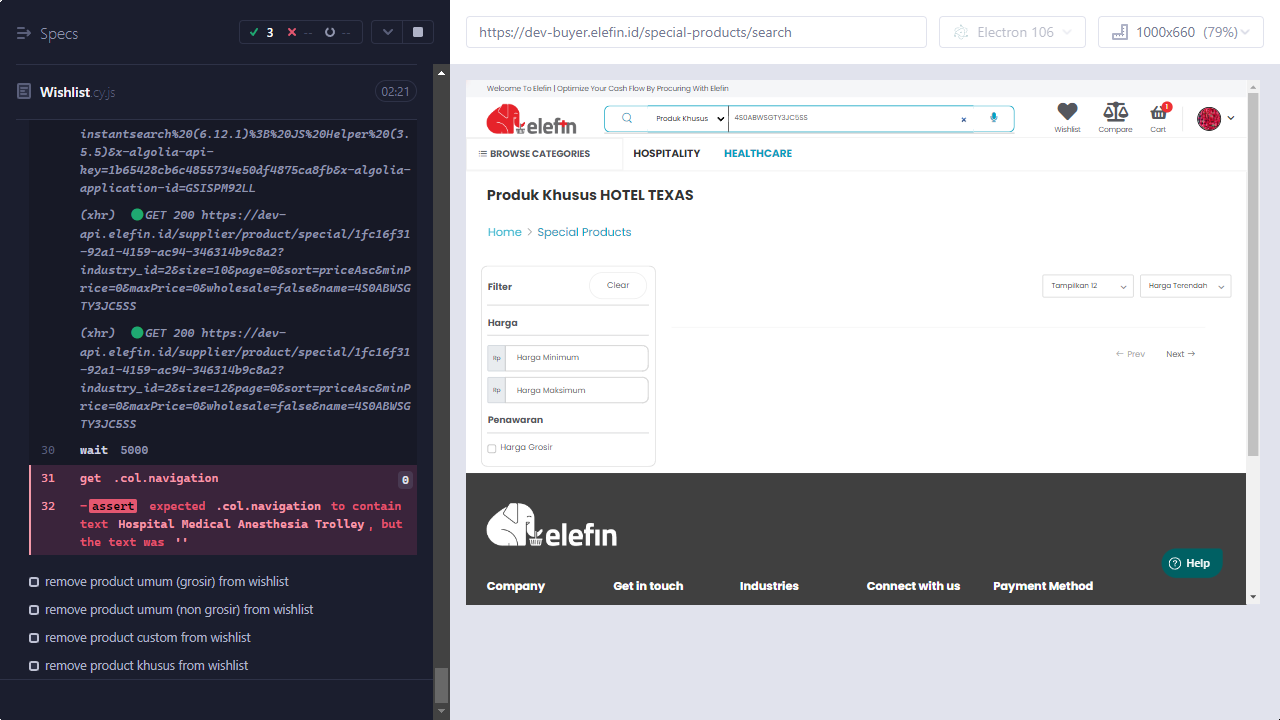 Specs
3
--
--
Wishlist.cy.js
02:21
instantsearch%20(6.12.1)%3B%20JS%20Helper%20(3.
5.5)&x-algolia-api-
key=1b65428cb6c4855734e50df4875ca8fb&x-algolia-
application-id=GSISPM92LL
(xhr) GET 200 https://dev-
api.elefin.id/supplier/product/special/1fc16f31
-92a1-4159-ac94-346314b9c8a2?
industry_id=2&size=10&page=0&sort=priceAsc&minP
rice=0&maxPrice=0&wholesale=false&name=4S0ABWSG
TY3JC5SS
(xhr) GET 200 https://dev-
api.elefin.id/supplier/product/special/1fc16f31
-92a1-4159-ac94-346314b9c8a2?
industry_id=2&size=12&page=0&sort=priceAsc&minP
rice=0&maxPrice=0&wholesale=false&name=4S0ABWSG
TY3JC5SS
30 wait 5000
31 get .col.navigation 0
32 -assert expected .col.navigation to contain
text Hospital Medical Anesthesia Trolley, but
the text was ''
remove product umum (grosir) from wishlist
remove product umum (non grosir) from wishlist
remove product custom from wishlist
remove product khusus from wishlist
https://dev-buyer.elefin.id/special-products/search
Electron 106
1000x660 (79%)
Welcome To Elefin | Optimize Your Cash Flow By Procuring With Elefin
elefin
Produk Khusus
4S0ABWSGTY3JC5SS
×
Wishlist
Compare
1
Cart
BROWSE CATEGORIES
HOSPITALITY
HEALTHCARE
Produk Khusus HOTEL TEXAS
Home > Special Products
Filter
Clear
Tampilkan 12
Harga Terendah
Harga
Rp Harga Minimum
← Prev
Next →
Rp Harga Maksimum
Penawaran
Harga Grosir
elefin
Help
Company
Get in touch
Industries
Connect with us
Payment Method